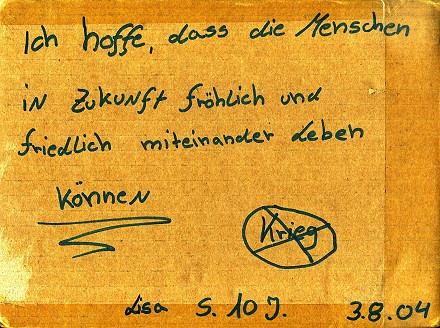 Ich hoffe, dass die Menschen
in Zukunft fröhlich und
friedlich miteinander Leben
können
Krieg
Lisa S. 10 J. 3.8.04